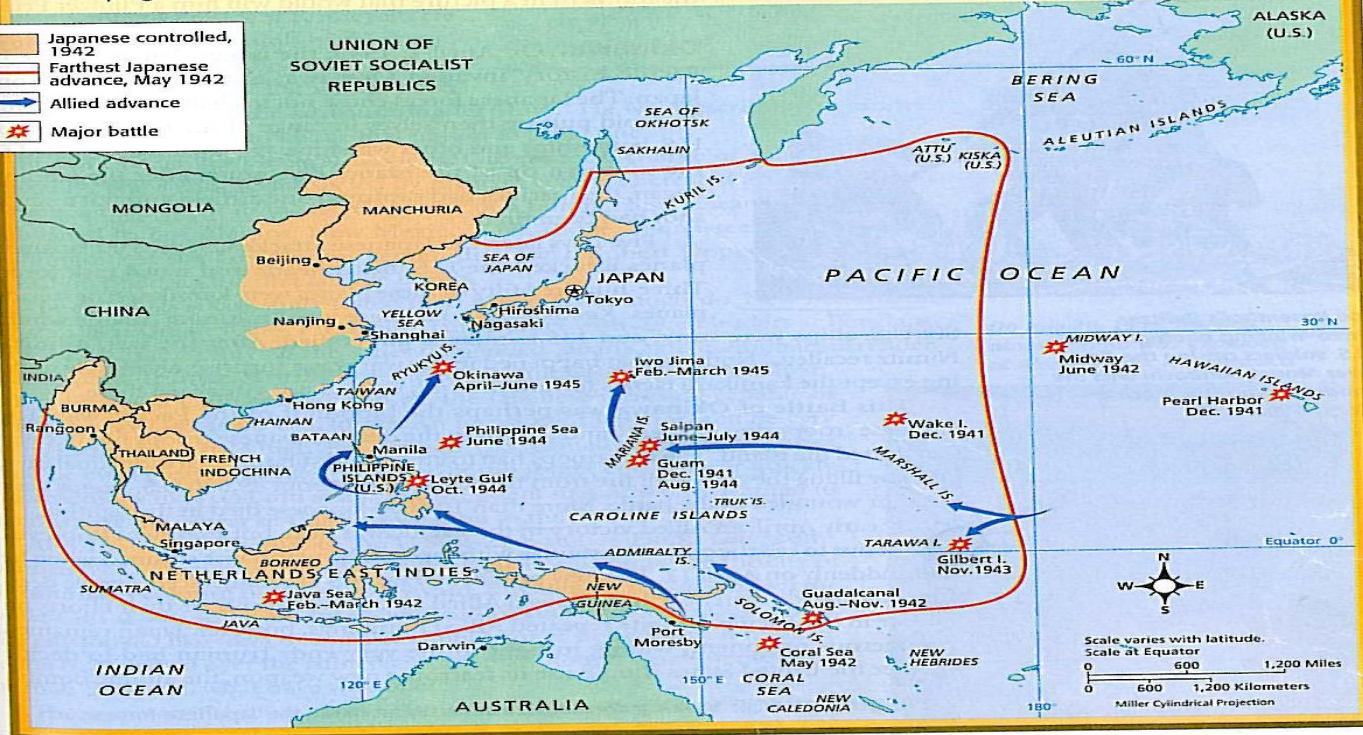 Japanese controlled,
1942
Farthest Japanese
advance, May 1942
Allied advance
Major battle
UNION OF
SOVIET SOCIALIST
REPUBLICS
ALASKA
(U.S.)
60° N
BERING
SEA
ALEUTIAN ISLANDS
SEA OF
OKHOTSK
SAKHALIN
ATTU
(U.S.)
KISKA
(U.S.)
KURIL IS.
MONGOLIA
MANCHURIA
Beijing
SEA OF
JAPAN
JAPAN
KOREA
Tokyo
PACIFIC OCEAN
CHINA
Hiroshima
Nagasaki
YELLOW
SEA
Nanjing
Shanghai
30° N
MIDWAY I.
Midway
June 1942
HAWAIIAN ISLANDS
Pearl Harbor
Dec. 1941
RYUKYU IS.
Okinawa
April–June 1945
Iwo Jima
Feb.–March 1945
INDIA
TAIWAN
BURMA
Hong Kong
HAINAN
Rangoon
BATAAN
Philippine Sea
June 1944
MARIANA IS.
Saipan
June–July 1944
Wake I.
Dec. 1941
THAILAND
FRENCH
INDOCHINA
Manila
PHILIPPINE
ISLANDS
(U.S.)
Leyte Gulf
Oct. 1944
Guam
Dec. 1941
Aug. 1944
MARSHALL IS.
TRUK IS.
CAROLINE ISLANDS
MALAYA
Singapore
TARAWA I.
Equator 0°
Gilbert I.
Nov. 1943
ADMIRALTY
IS.
BORNEO
NETHERLANDS EAST INDIES
SUMATRA
Java Sea
Feb.–March 1942
JAVA
NEW
GUINEA
SOLOMON IS.
Guadalcanal
Aug.–Nov. 1942
N
W
E
S
Port
Moresby
Darwin
Coral Sea
May 1942
NEW
HEBRIDES
Scale varies with latitude.
Scale at Equator
0 600 1,200 Miles
0 600 1,200 Kilometers
Miller Cylindrical Projection
INDIAN
OCEAN
120° E
150° E
CORAL
SEA
180°
AUSTRALIA
NEW
CALEDONIA